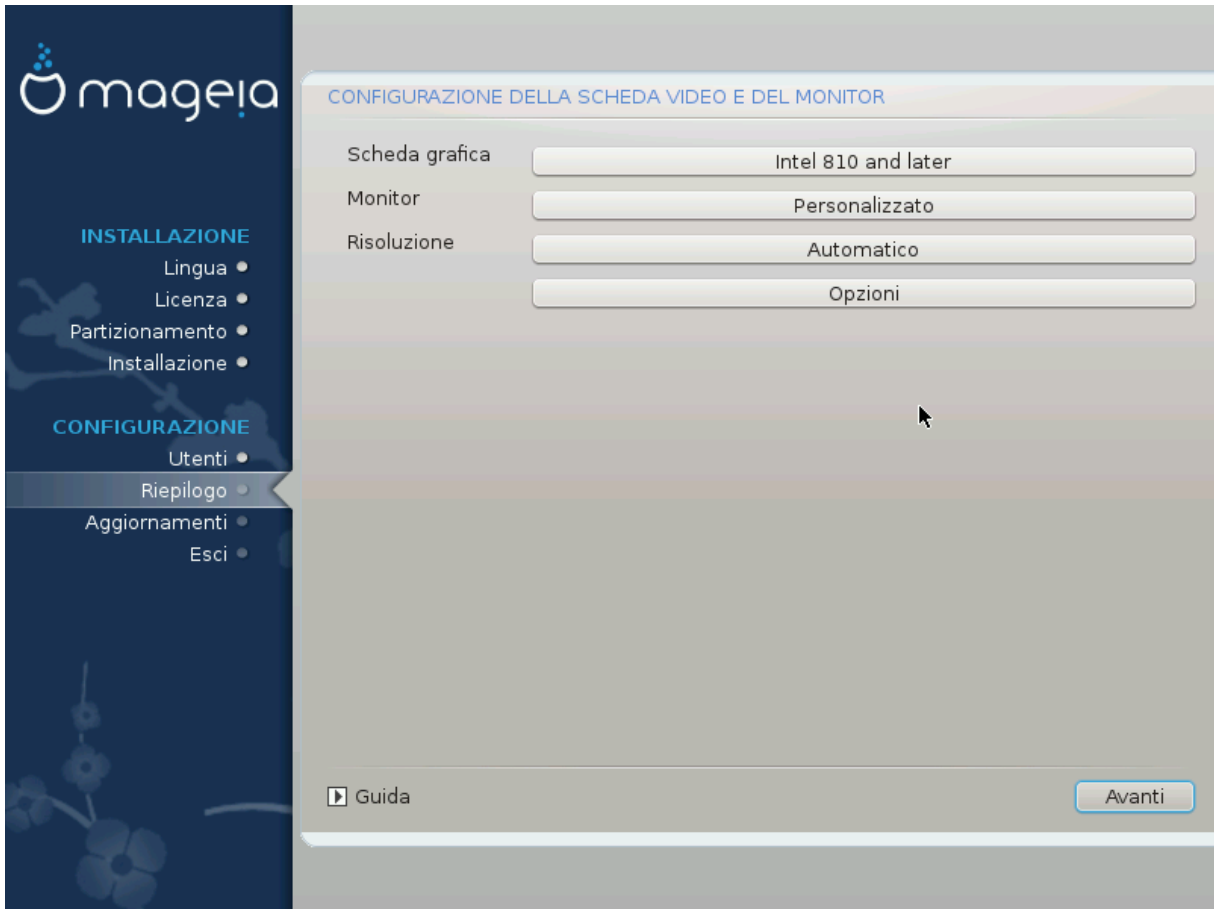 mageia
INSTALLAZIONE
Lingua
Licenza
Partizionamento
Installazione
CONFIGURAZIONE
Utenti
Riepilogo
Aggiornamenti
Esci
CONFIGURAZIONE DELLA SCHEDA VIDEO E DEL MONITOR
Scheda grafica Intel 810 and later
Monitor Personalizzato
Risoluzione Automatico
Opzioni
Guida Avanti